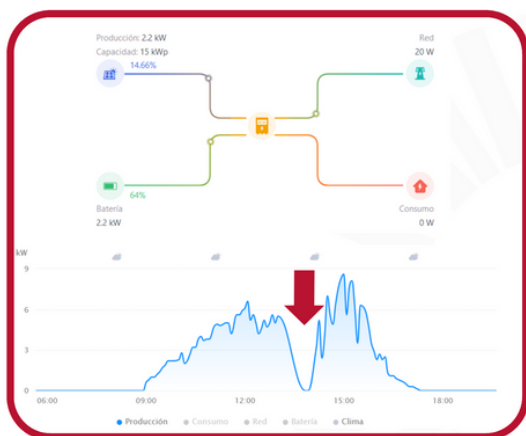 Producción: 2.2 kW
Capacidad: 15 kWp
14.66%
Red
20 W
64%
Batería
2.2 kW
Consumo
0 W
kW
9
6
3
0
06:00 09:00 12:00 15:00 18:00
Producción Consumo Red Batería Clima